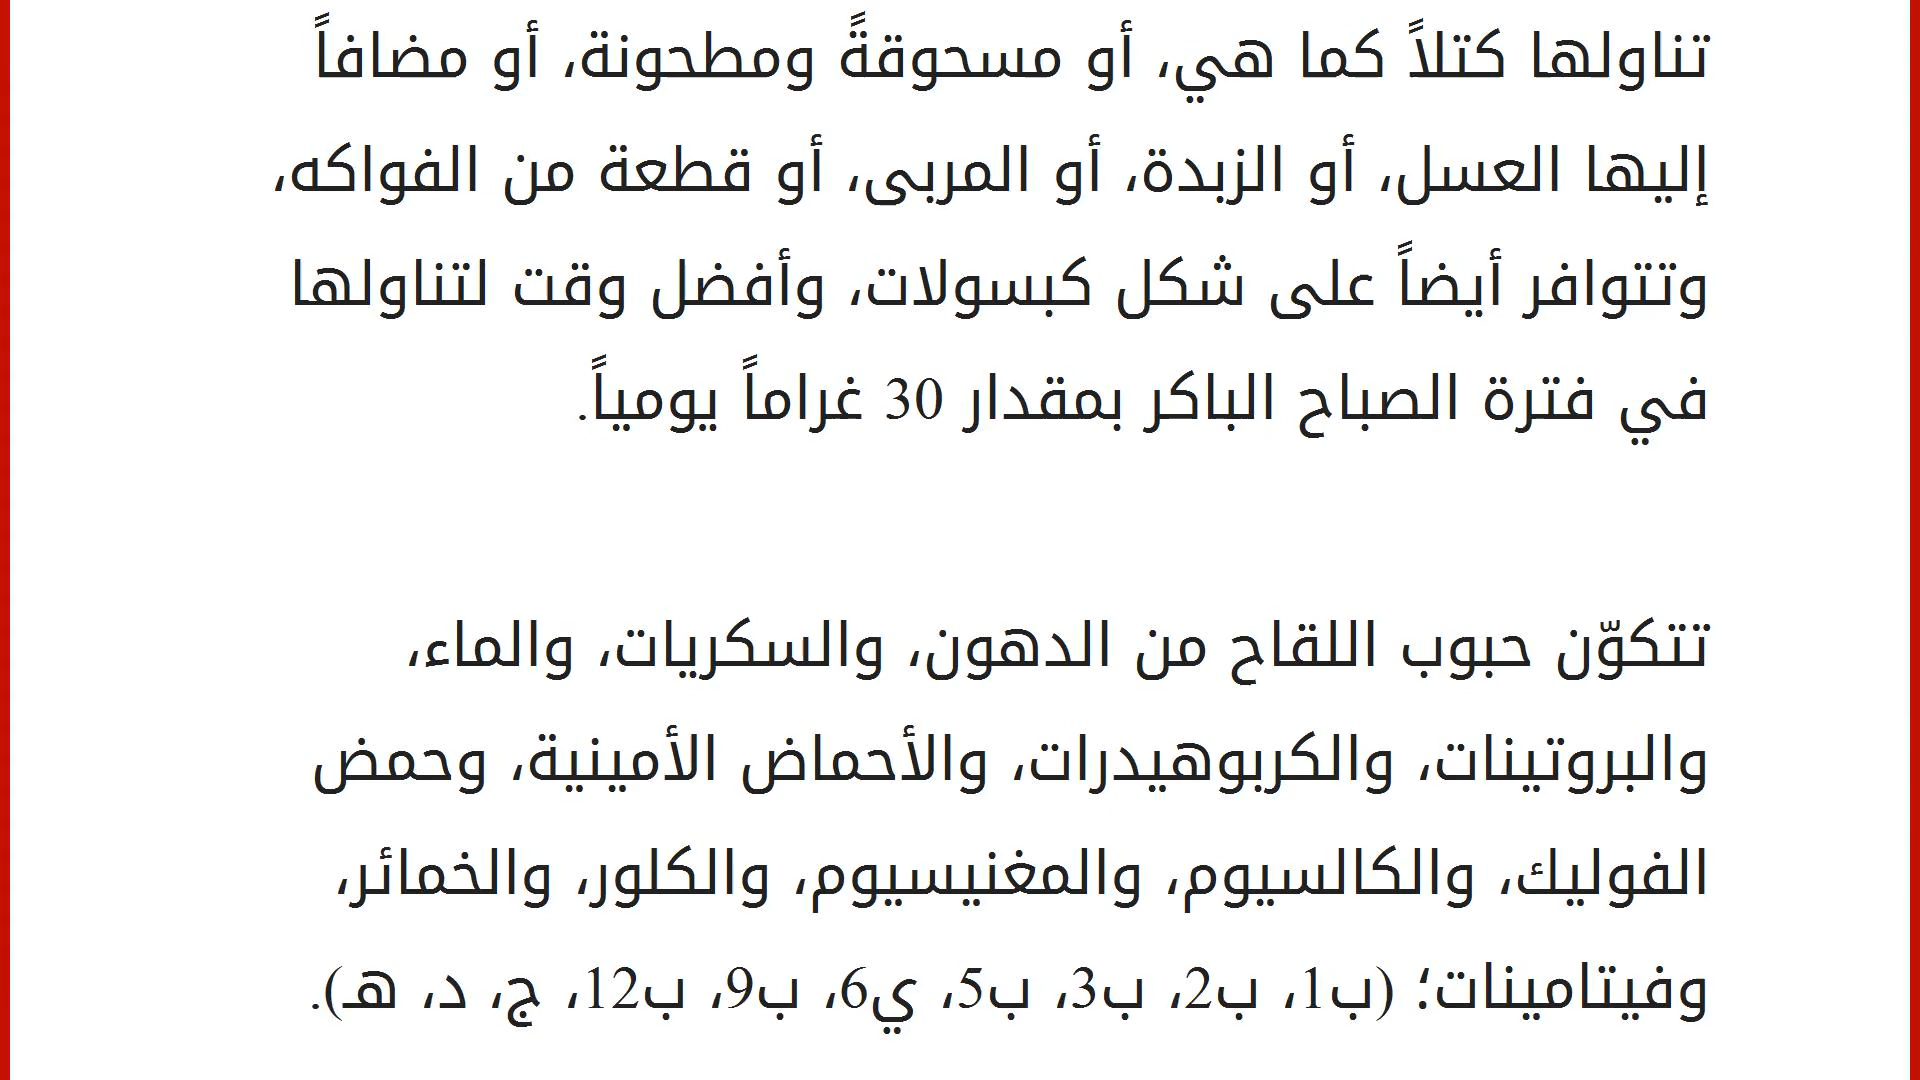 تناولها كتلاً كما هي، أو مسحوقةً ومطحونة، أو مضافاً
إليها العسل، أو الزبدة، أو المربى، أو قطعة من الفواكه،
وتتوافر أيضاً على شكل كبسولات، وأفضل وقت لتناولها
في فترة الصباح الباكر بمقدار 30 غراماً يومياً.
تتكوّن حبوب اللقاح من الدهون، والسكريات، والماء،
والبروتينات، والكربوهيدرات، والأحماض الأمينية، وحمض
الفوليك، والكالسيوم، والمغنيسيوم، والكلور، والخمائر،
وفيتامينات؛ (ب1، ب2، ب3، ب5، ي6، ب9، ب12، ج، د، هـ).